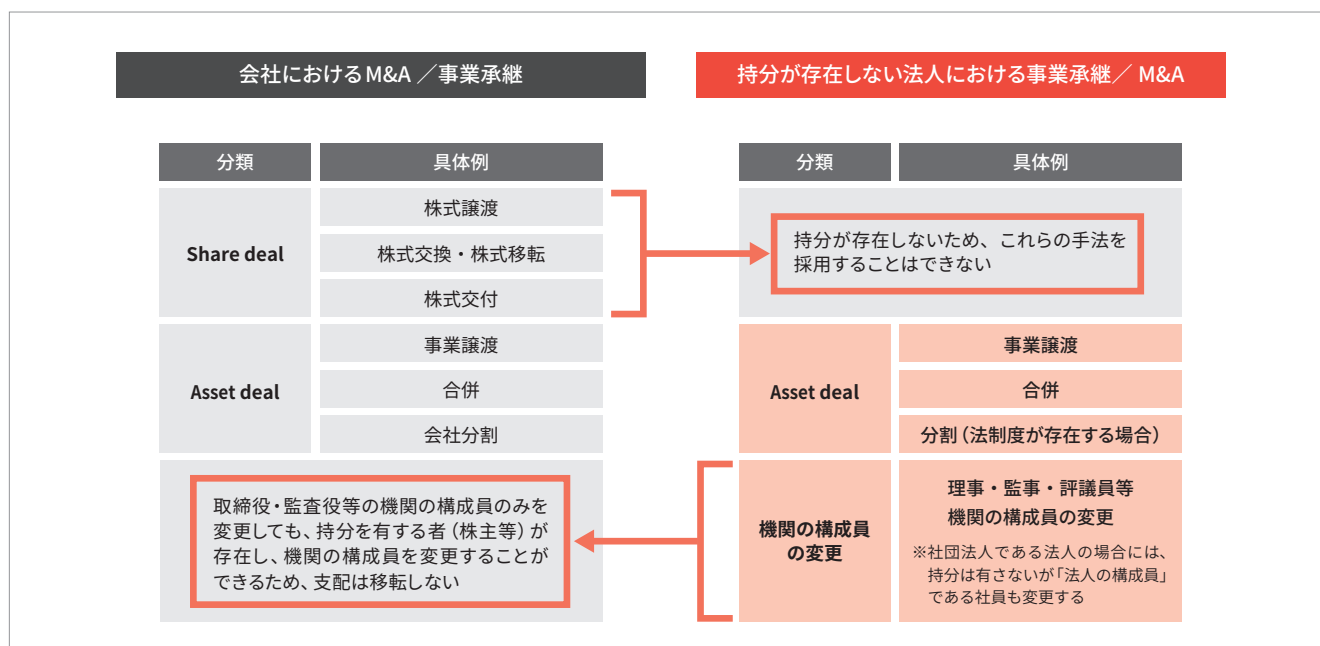 会社におけるM&A／事業承継
分類
具体例
Share deal
株式譲渡
株式交換・株式移転
株式交付
Asset deal
事業譲渡
合併
会社分割
取締役・監査役等の機関の構成員のみを
変更しても、持分を有する者（株主等）が
存在し、機関の構成員を変更することが
できるため、支配は移転しない
持分が存在しない法人における事業承継／M&A
分類
具体例
持分が存在しないため、これらの手法を
採用することはできない
Asset deal
事業譲渡
合併
分割（法制度が存在する場合）
機関の構成員
の変更
理事・監事・評議員等
機関の構成員の変更
※社団法人である法人の場合には、
持分は有さないが「法人の構成員」
である社員も変更する